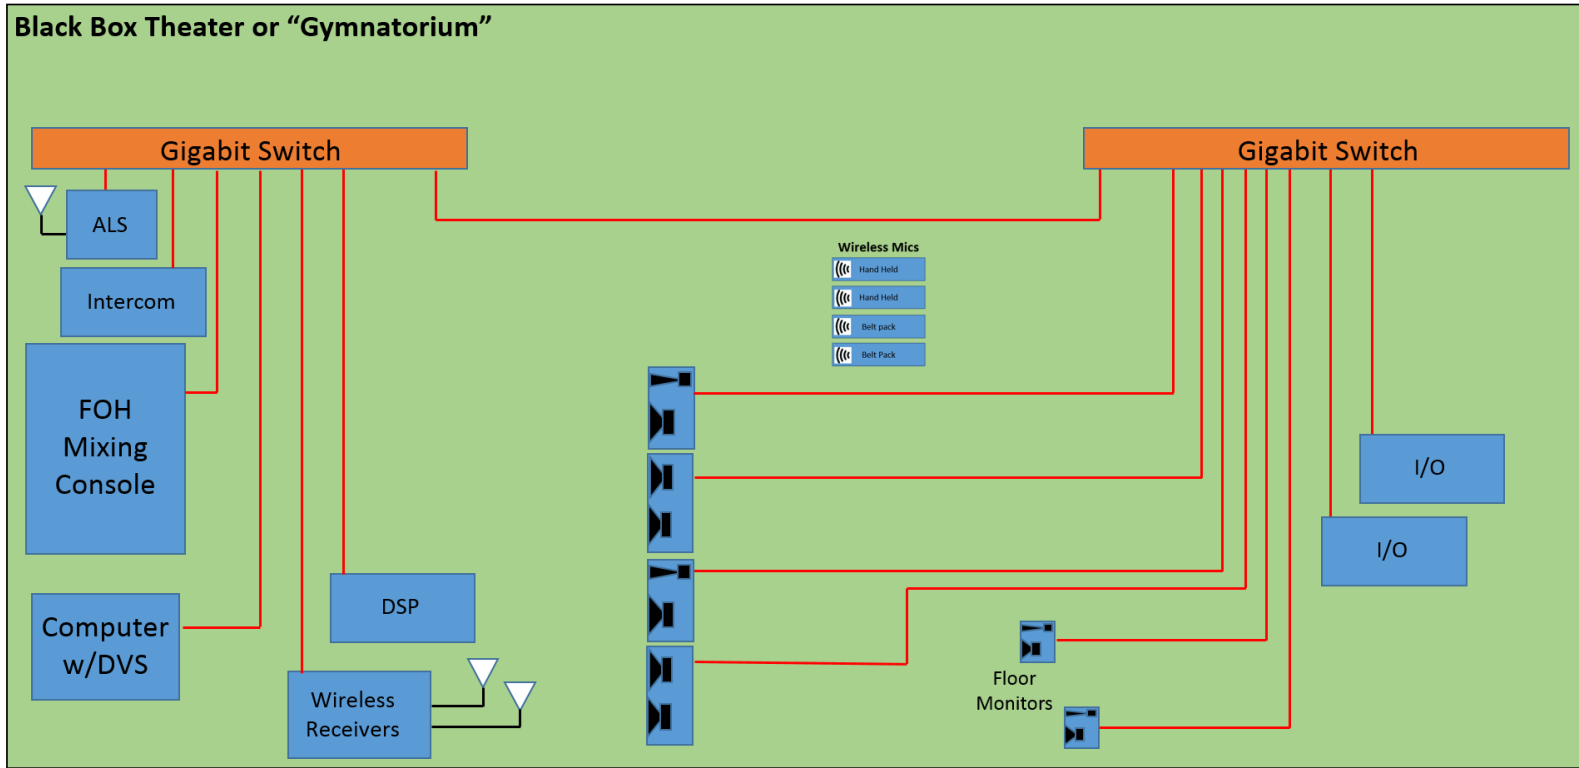 Black Box Theater or “Gymnatorium”
Gigabit Switch
Gigabit Switch
ALS
Intercom
FOH
Mixing
Console
Computer
w/DVS
DSP
Wireless
Receivers
Wireless Mics
Hand Held
Hand Held
Belt pack
Belt Pack
Floor
Monitors
I/O
I/O